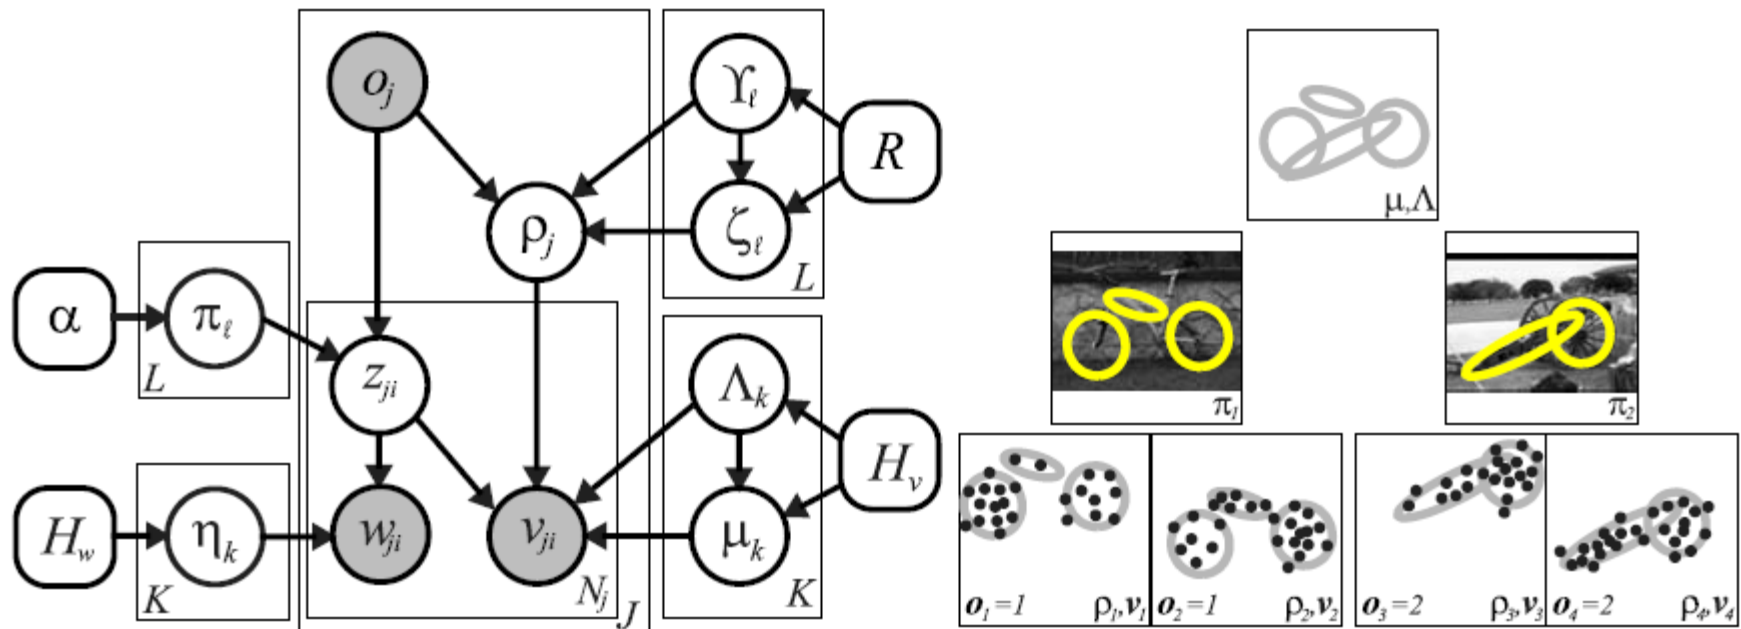 o_j
ϒ_ℓ
R
ρ_j
ζ_ℓ
L
α
π_ℓ
L
z_ji
Λ_k
H_v
H_w
η_k
K
w_ji
v_ji
N_j
J
μ_k
K
μ,Λ
π_1
π_2
o_1=1 ρ_1,v_1
o_2=1 ρ_2,v_2
o_3=2 ρ_3,v_3
o_4=2 ρ_4,v_4